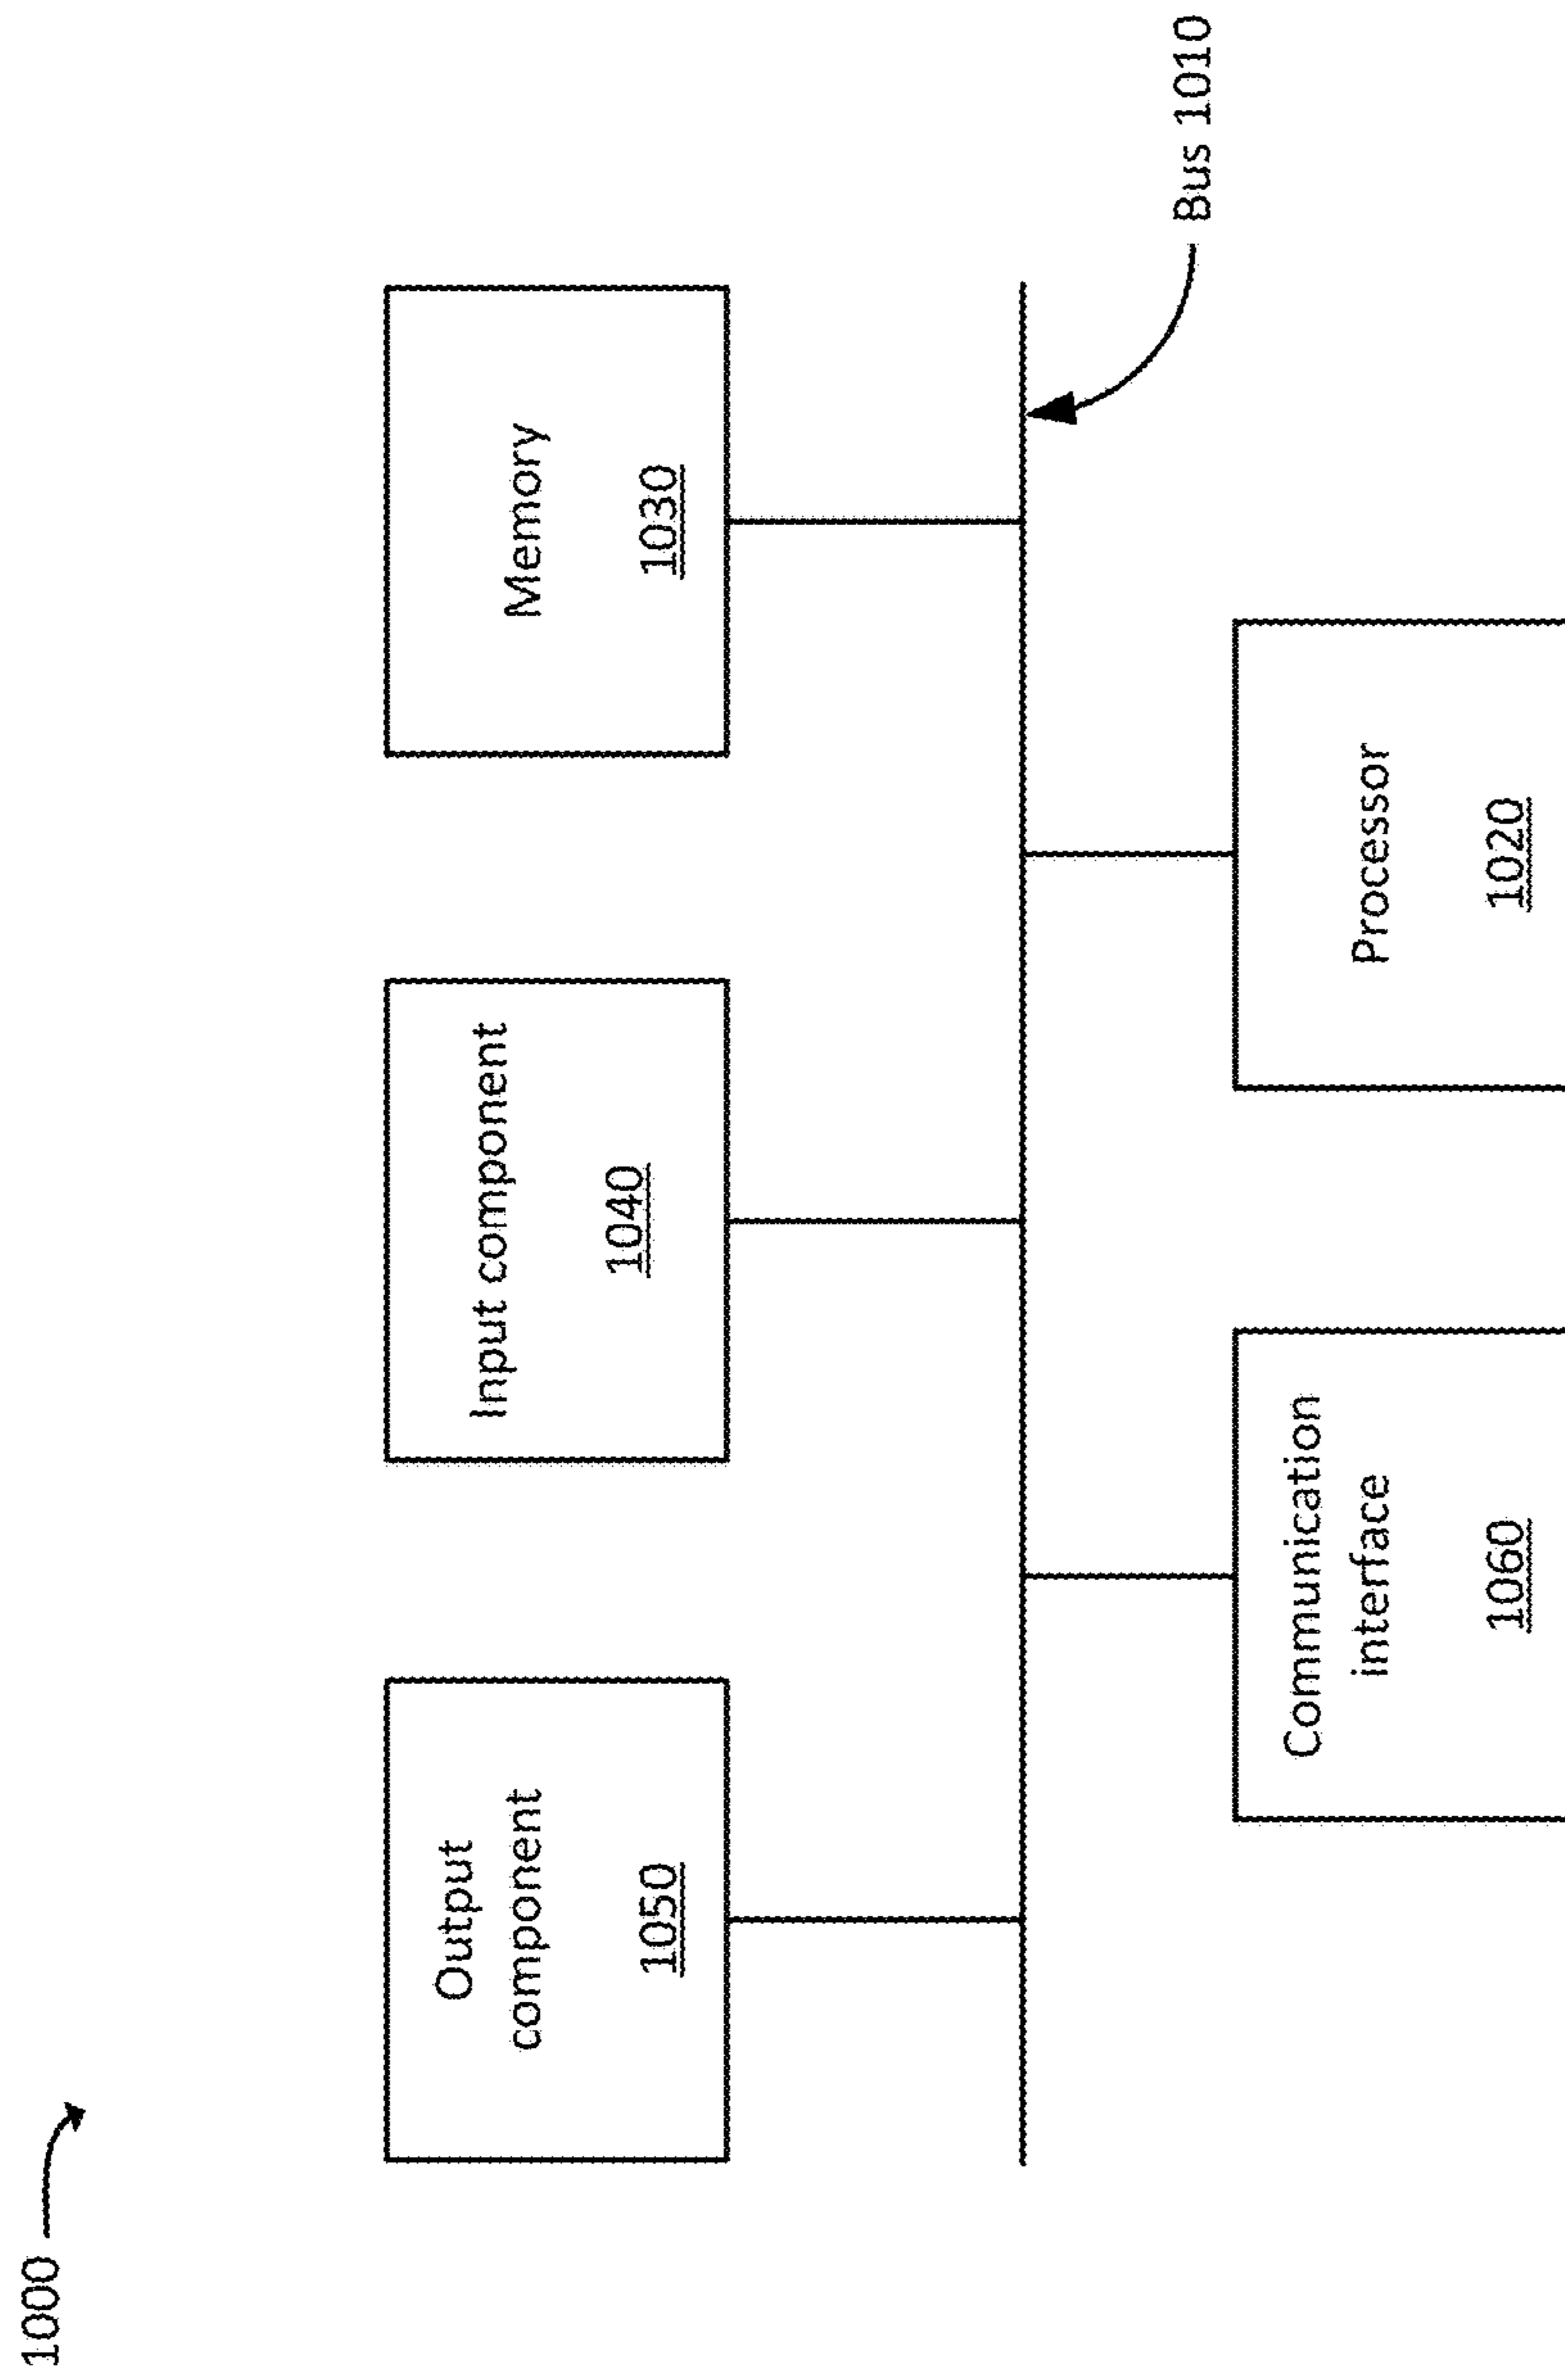 1000
Output
component
1050
Input component
1040
Memory
1030
Bus 1010
Communication
interface
1060
Processor
1020